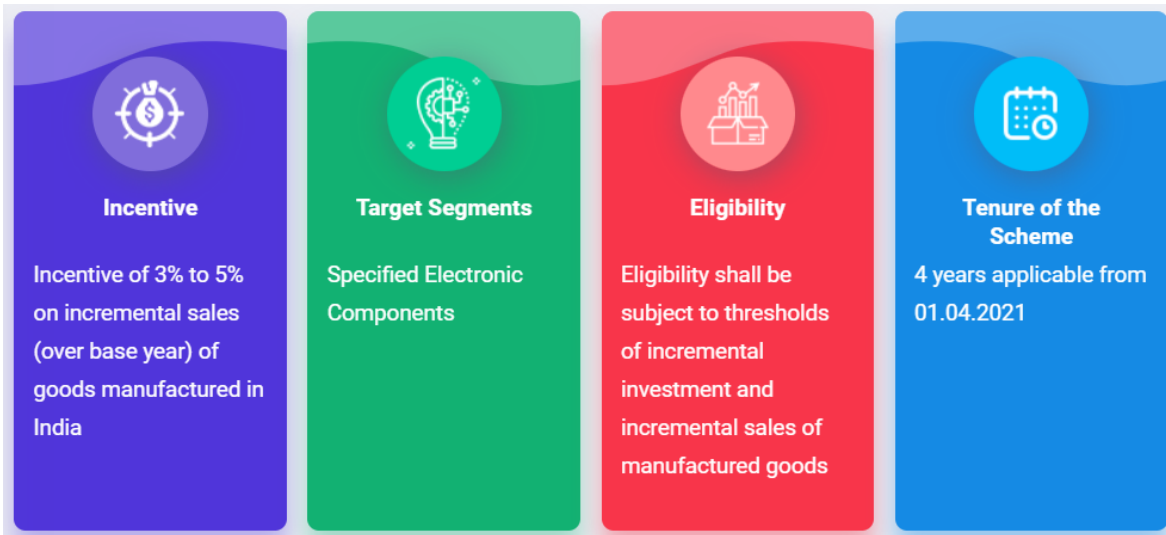 Incentive
Incentive of 3% to 5%
on incremental sales
(over base year) of
goods manufactured in
India
Target Segments
Specified Electronic
Components
Eligibility
Eligibility shall be
subject to thresholds
of incremental
investment and
incremental sales of
manufactured goods
Tenure of the
Scheme
4 years applicable from
01.04.2021